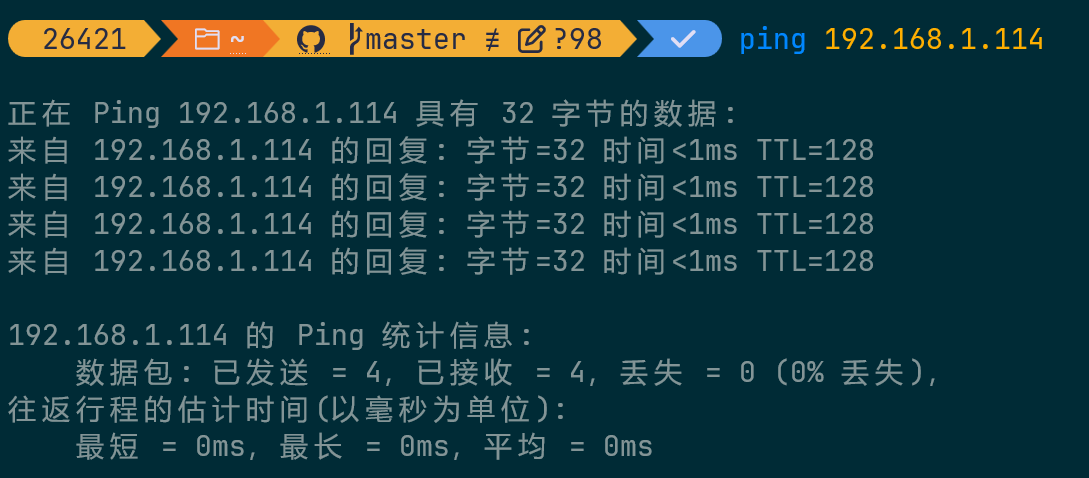 26421 ~ master ≢ ?98 ping 192.168.1.114
正在 Ping 192.168.1.114 具有 32 字节的数据:
来自 192.168.1.114 的回复: 字节=32 时间<1ms TTL=128
来自 192.168.1.114 的回复: 字节=32 时间<1ms TTL=128
来自 192.168.1.114 的回复: 字节=32 时间<1ms TTL=128
来自 192.168.1.114 的回复: 字节=32 时间<1ms TTL=128
192.168.1.114 的 Ping 统计信息:
数据包: 已发送 = 4, 已接收 = 4, 丢失 = 0 (0% 丢失),
往返行程的估计时间(以毫秒为单位):
最短 = 0ms, 最长 = 0ms, 平均 = 0ms